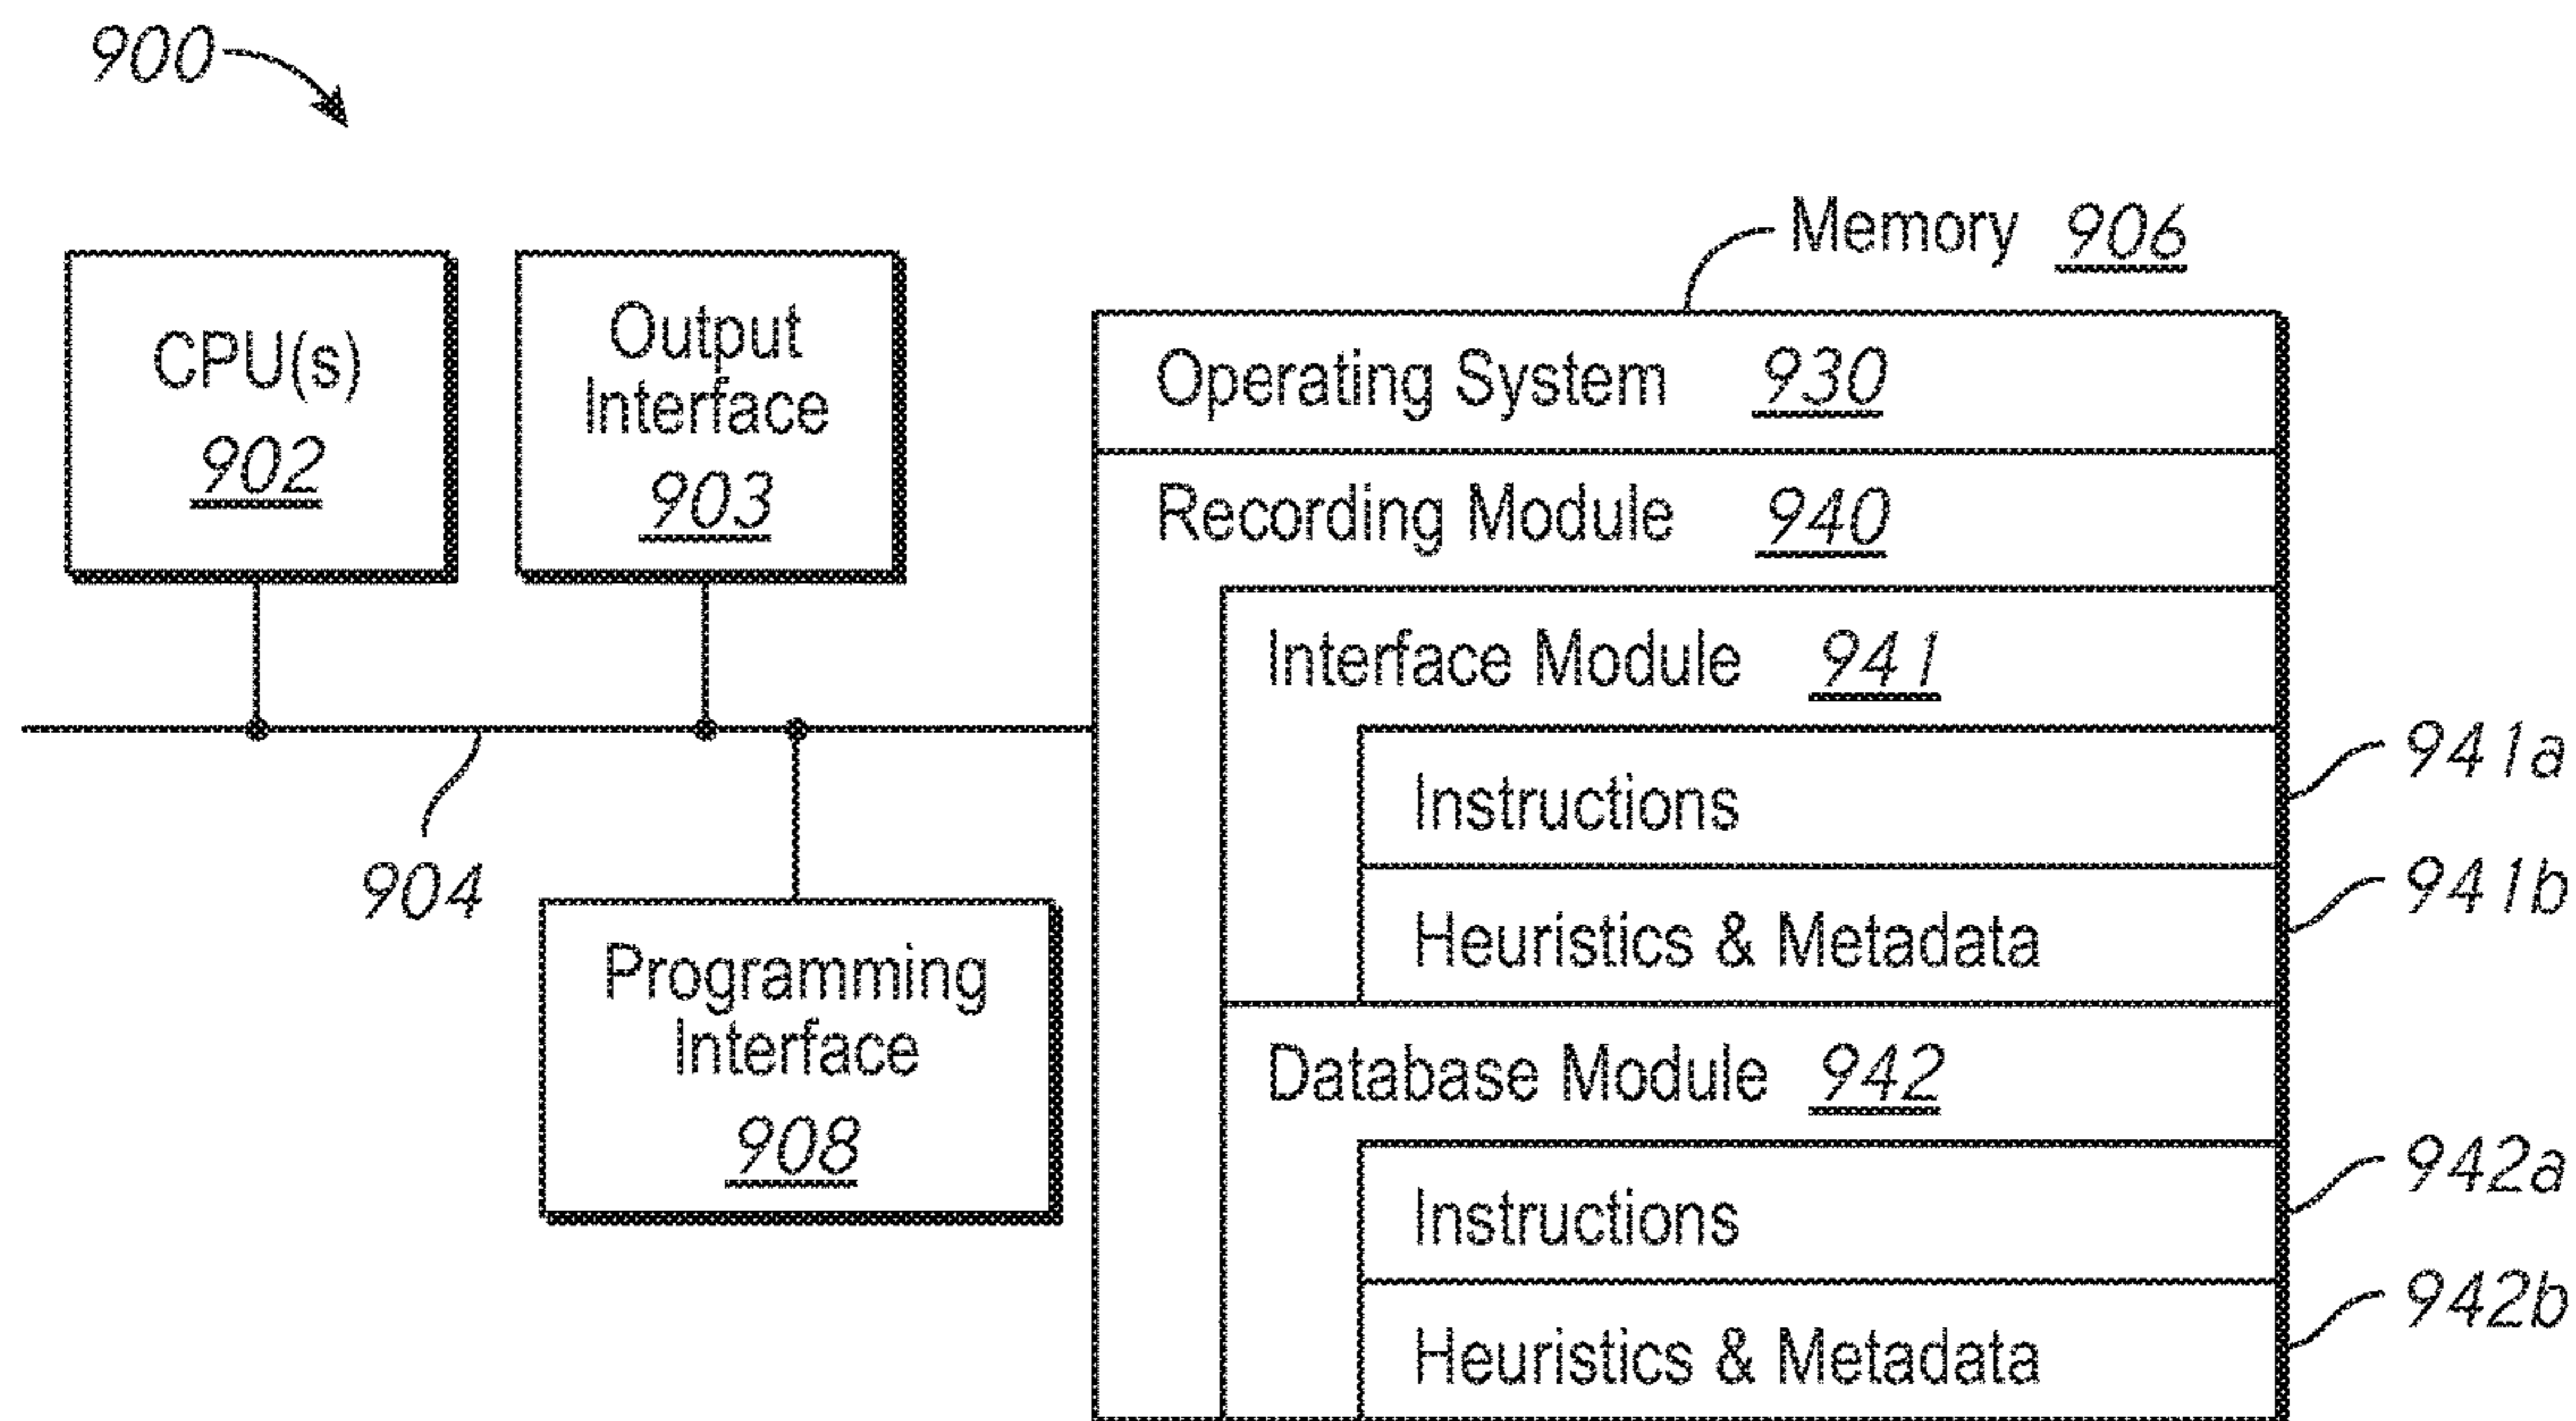 900
Memory 906
CPU(s)
902
Output
Interface
903
Operating System 930
Recording Module 940
Interface Module 941
Instructions
941a
Heuristics & Metadata
941b
904
Programming
Interface
908
Database Module 942
Instructions
942a
Heuristics & Metadata
942b